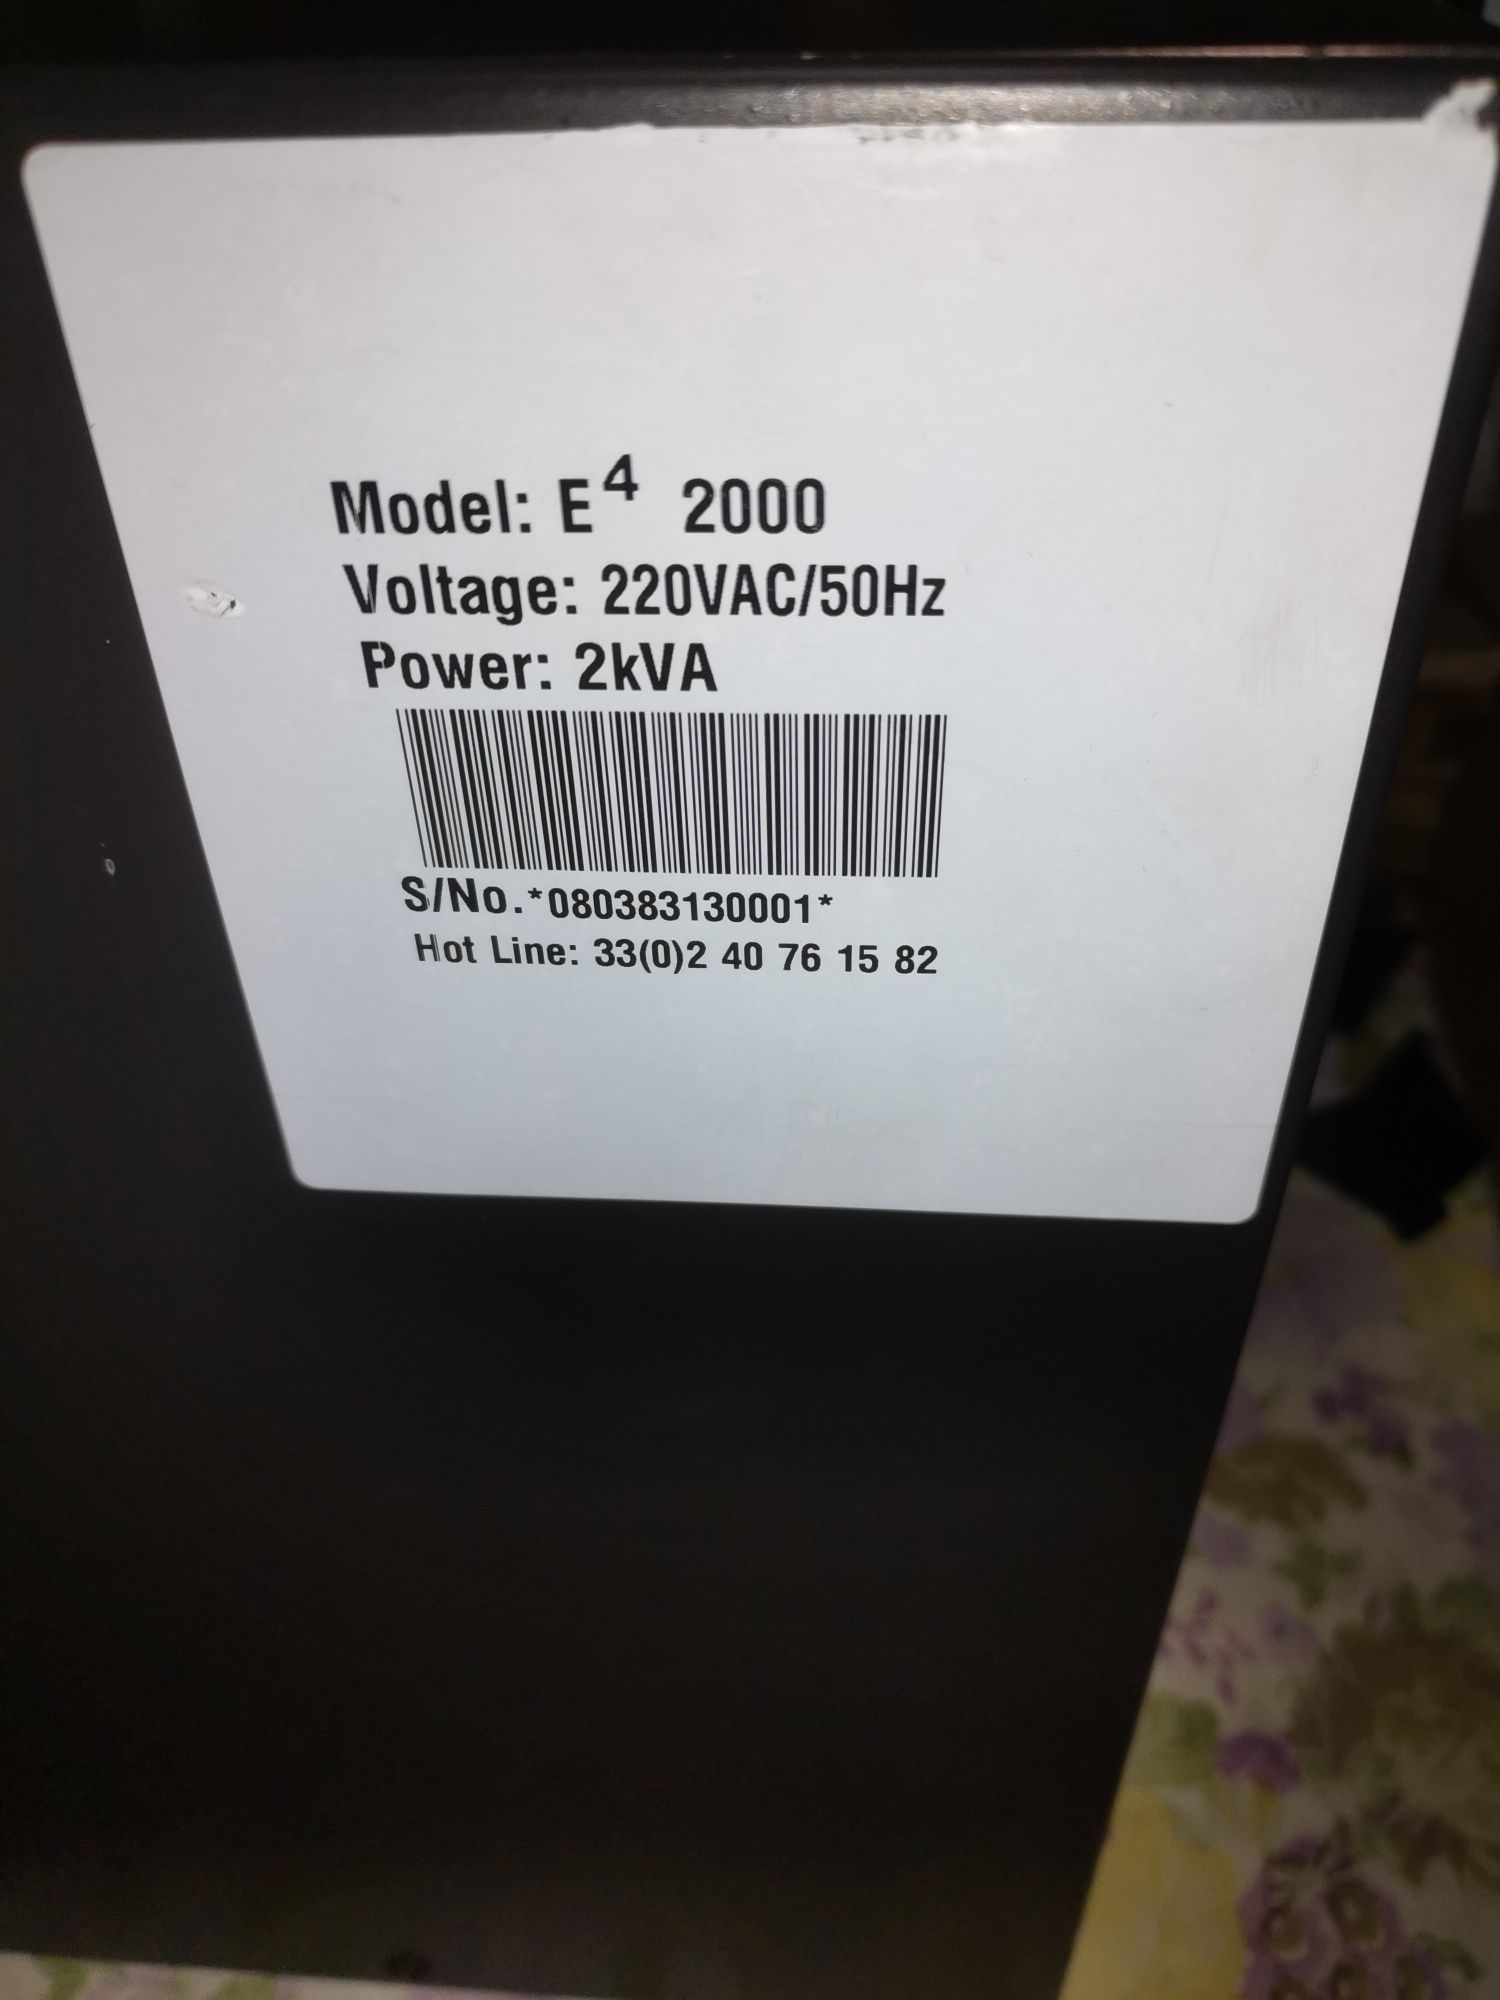 Model: E⁴ 2000
Voltage: 220VAC/50Hz
Power: 2kVA
S/No.*080383130001*
Hot Line: 33(0)2 40 76 15 82